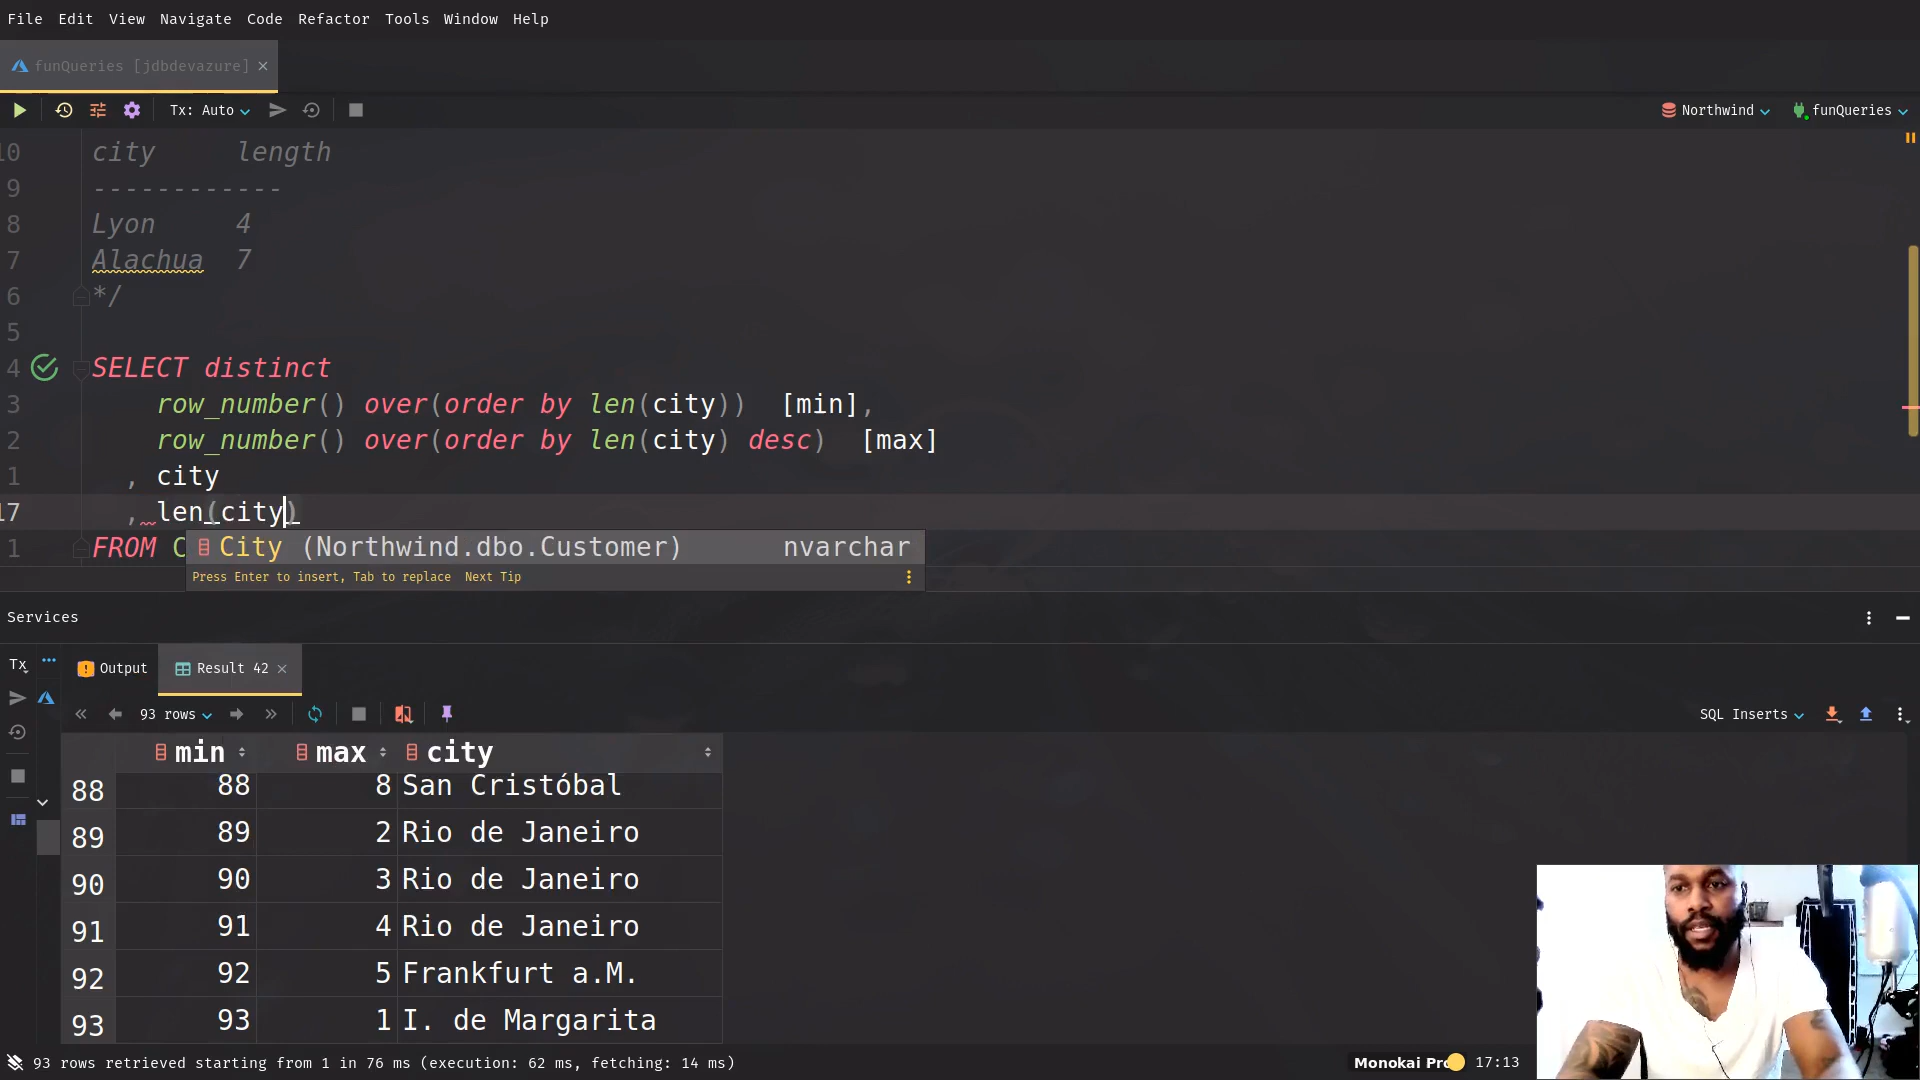 File Edit View Navigate Code Refactor Tools Window Help
funQueries [jdbdevazure]
Tx: Auto
Northwind
funQueries
10 city length
9 ------------
8 Lyon 4
7 Alachua 7
6 */
5
4 SELECT distinct
3 row_number() over(order by len(city)) [min],
2 row_number() over(order by len(city) desc) [max]
1 , city
17 , len(city)
1 FROM C
City (Northwind.dbo.Customer) nvarchar
Press Enter to insert, Tab to replace Next Tip
Services
Tx
Output
Result 42
93 rows
SQL Inserts
min max city
88 88 8 San Cristóbal
89 89 2 Rio de Janeiro
90 90 3 Rio de Janeiro
91 91 4 Rio de Janeiro
92 92 5 Frankfurt a.M.
93 93 1 I. de Margarita
93 rows retrieved starting from 1 in 76 ms (execution: 62 ms, fetching: 14 ms)
Monokai Pro
17:13